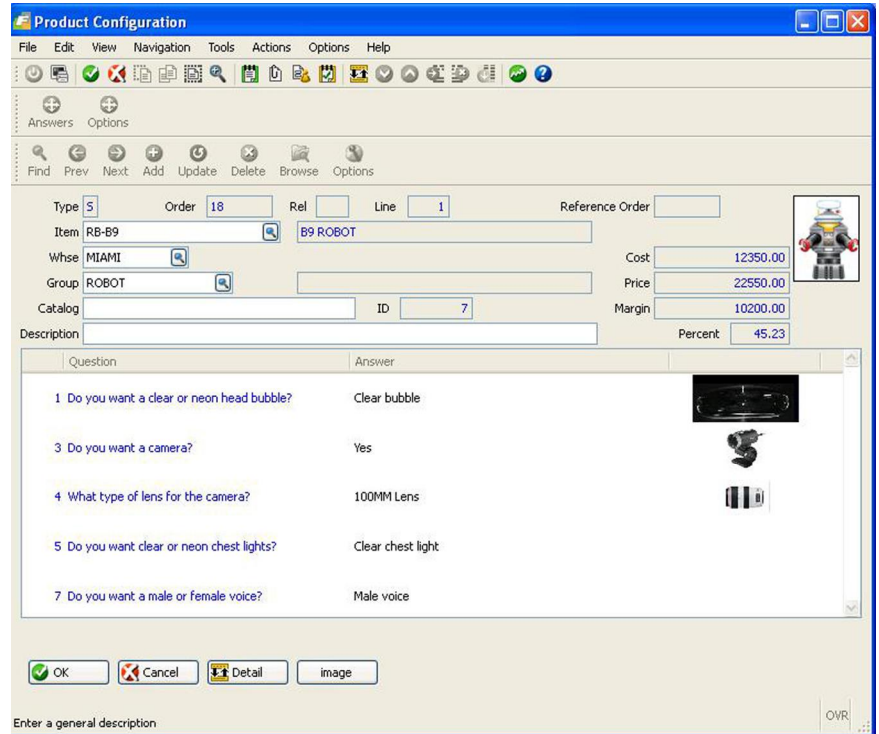 Product Configuration
File Edit View Navigation Tools Actions Options Help
Answers Options
Find Prev Next Add Update Delete Browse Options
Type S Order 18 Rel Line 1 Reference Order
Item RB-B9 B9 ROBOT
Whse MIAMI Cost 12350.00
Group ROBOT Price 22550.00
Catalog ID 7 Margin 10200.00
Description Percent 45.23
Question Answer
1 Do you want a clear or neon head bubble? Clear bubble
3 Do you want a camera? Yes
4 What type of lens for the camera? 100MM Lens
5 Do you want clear or neon chest lights? Clear chest light
7 Do you want a male or female voice? Male voice
OK Cancel Detail image
Enter a general description OVR